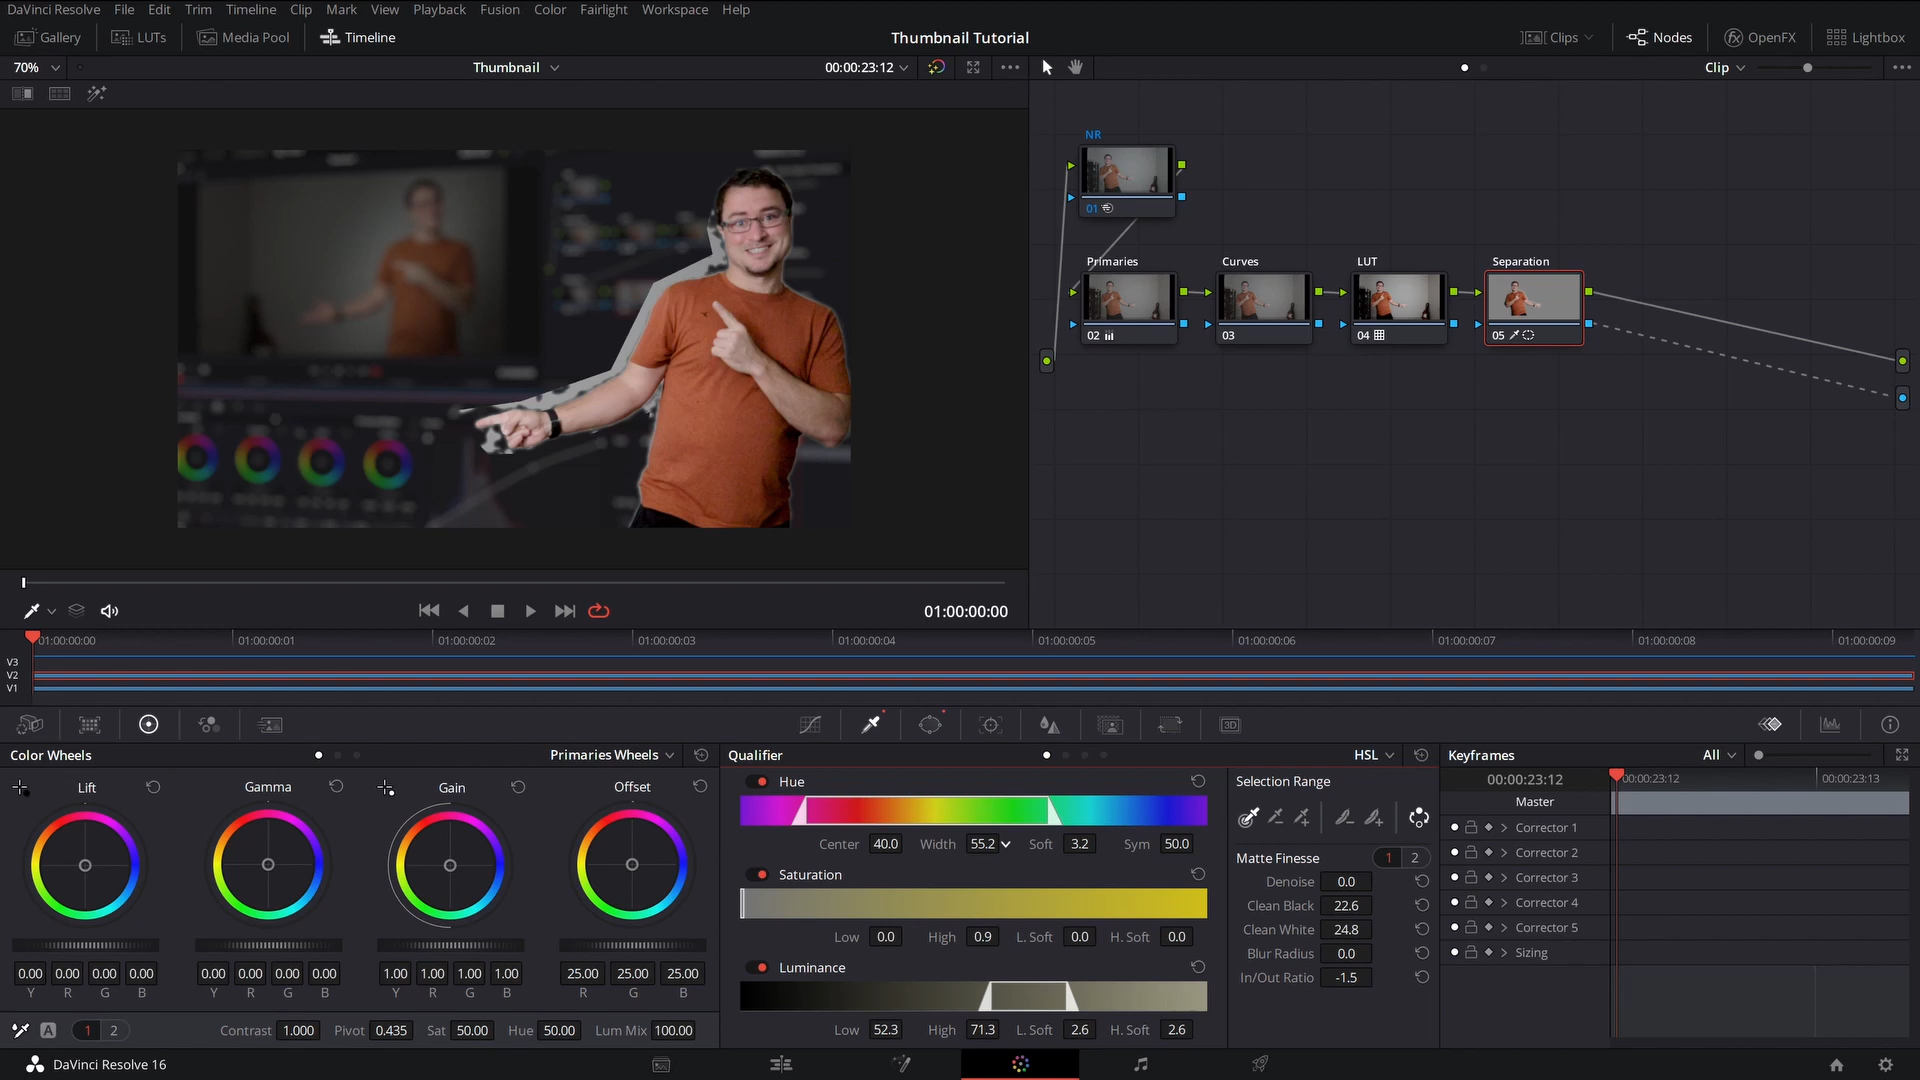 DaVinci Resolve File Edit Trim Timeline Clip Mark View Playback Fusion Color Fairlight Workspace Help
Gallery LUTs Media Pool Timeline Thumbnail Tutorial Clips Nodes OpenFX Lightbox
70% Thumbnail 00:00:23:12 Clip
NR
01
Primaries Curves LUT Separation
02 03 04 05
01:00:00:00
01:00:00:00 01:00:00:01 01:00:00:02 01:00:00:03 01:00:00:04 01:00:00:05 01:00:00:06 01:00:00:07 01:00:00:08 01:00:00:09
V3
V2
V1
3D
Color Wheels Primaries Wheels Qualifier HSL Keyframes All
Lift Gamma Gain Offset
Hue
Center 40.0 Width 55.2 Soft 3.2 Sym 50.0
Saturation
Low 0.0 High 0.9 L. Soft 0.0 H. Soft 0.0
Luminance
Low 52.3 High 71.3 L. Soft 2.6 H. Soft 2.6
Selection Range
Matte Finesse 1 2
Denoise 0.0
Clean Black 22.6
Clean White 24.8
Blur Radius 0.0
In/Out Ratio -1.5
00:00:23:12 00:00:23:12 00:00:23:13
Master
Corrector 1
Corrector 2
Corrector 3
Corrector 4
Corrector 5
Sizing
0.00 0.00 0.00 0.00 0.00 0.00 0.00 0.00 1.00 1.00 1.00 1.00 25.00 25.00 25.00
Y R G B Y R G B Y R G B R G B
A 1 2 Contrast 1.000 Pivot 0.435 Sat 50.00 Hue 50.00 Lum Mix 100.00
DaVinci Resolve 16